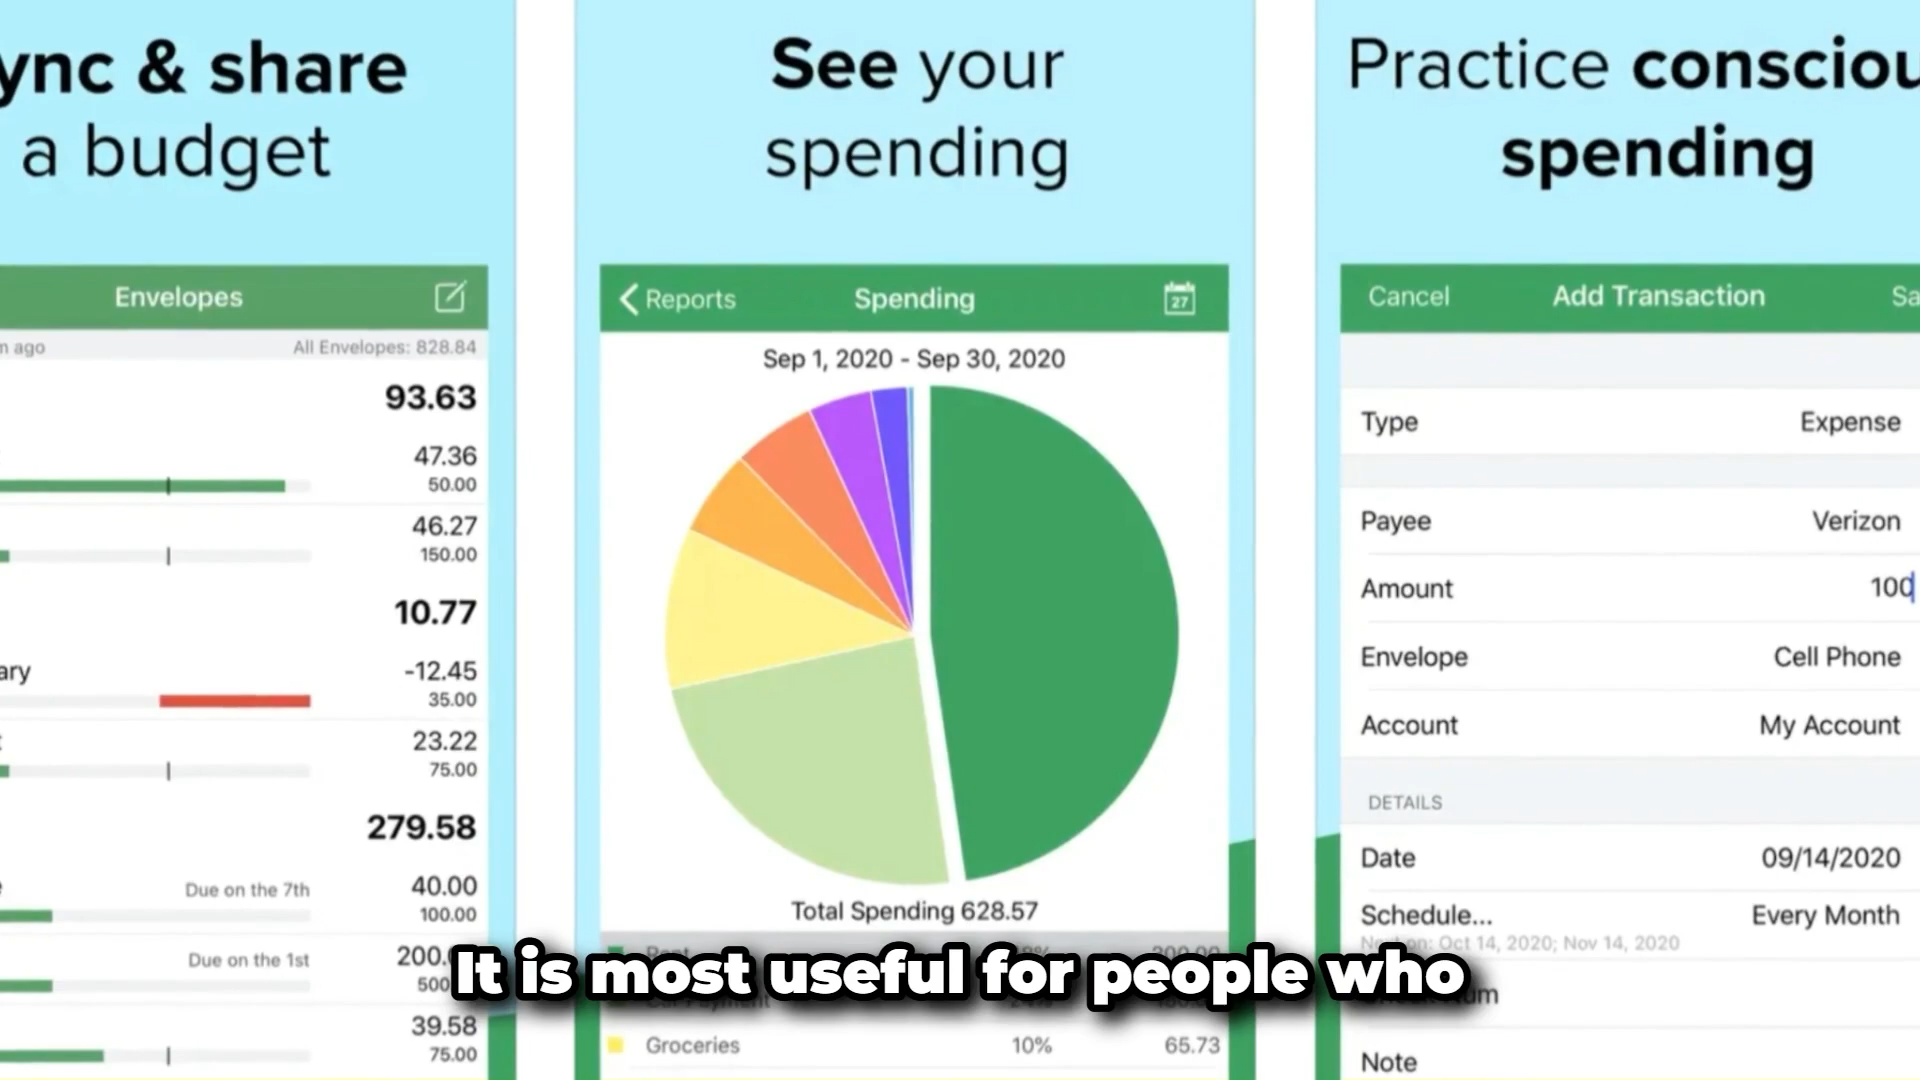 ync & share
a budget
Envelopes
m ago
All Envelopes: 828.84
93.63
47.36
50.00
46.27
150.00
10.77
ary
-12.45
35.00
23.22
75.00
279.58
Due on the 7th
40.00
100.00
Due on the 1st
200.
500
39.58
75.00
See your
spending
Reports
Spending
27
Sep 1, 2020 - Sep 30, 2020
Total Spending 628.57
Groceries 10% 65.73
Practice consciou
spending
Cancel
Add Transaction
Sa
Type Expense
Payee Verizon
Amount 100
Envelope Cell Phone
Account My Account
DETAILS
Date 09/14/2020
Schedule... Every Month
Oct 14, 2020; Nov 14, 2020
Note
It is most useful for people who